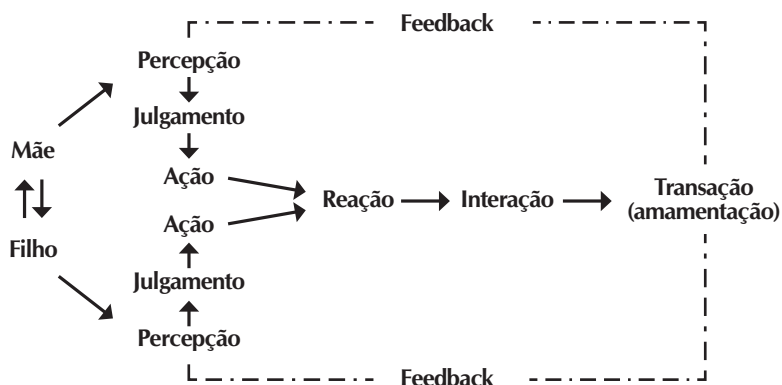 Feedback
Percepção
Julgamento
Mãe
Ação
Reação
Interação
Transação
(amamentação)
Ação
Filho
Julgamento
Percepção
Feedback